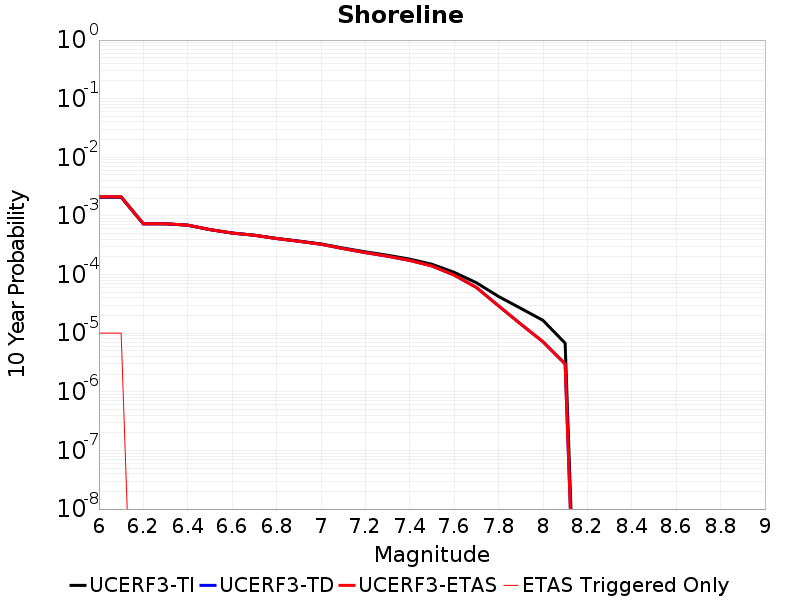 Shoreline
10^0
10^-1
10^-2
10^-3
10^-4
10^-5
10^-6
10^-7
10^-8
10 Year Probability
6 6.2 6.4 6.6 6.8 7 7.2 7.4 7.6 7.8 8 8.2 8.4 8.6 8.8 9
Magnitude
UCERF3-TI UCERF3-TD UCERF3-ETAS ETAS Triggered Only